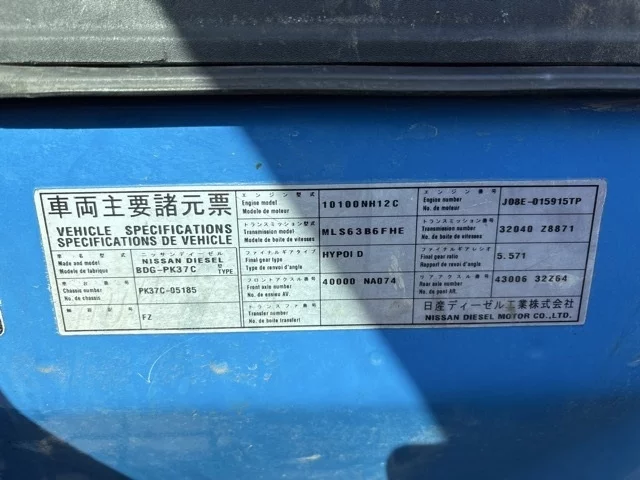 車両主要諸元票
VEHICLE SPECIFICATIONS
SPECIFICATIONS DE VEHICLE
車名・型式
Made and model
Modele de fabrique
ニッサンディーゼル
NISSAN DIESEL
BDG-PK37C 型 TYPE
車台番号
Chassis number
No. de chassis
PK37C-05185
FZ
エンジン型式
Engine model
Modele de moteur
10100NH12C
エンジン番号
Engine number
No. de moteur
J08E-015915TP
トランスミッション型式
Transmission model
Modele de boite de vitesses
MLS63B6FHE
トランスミッション番号
Transmission number
No. de boite de vitesses
32040 Z8871
ファイナルギアタイプ
Final gear type
Type de renvoi d'angle
HYPOID
ファイナルギアレシオ
Final gear ratio
Rapport de renvoi d'angle
5.571
フロントアクスル番号
Front axle number
No. de essieu AV.
40000 NA074
リアアクスル番号
Rear axle number
No. de pont AR.
43006 32Z64
トランスファ番号
Transfer number
No. de boite transfert
日産ディーゼル工業株式会社
NISSAN DIESEL MOTOR CO.,LTD.